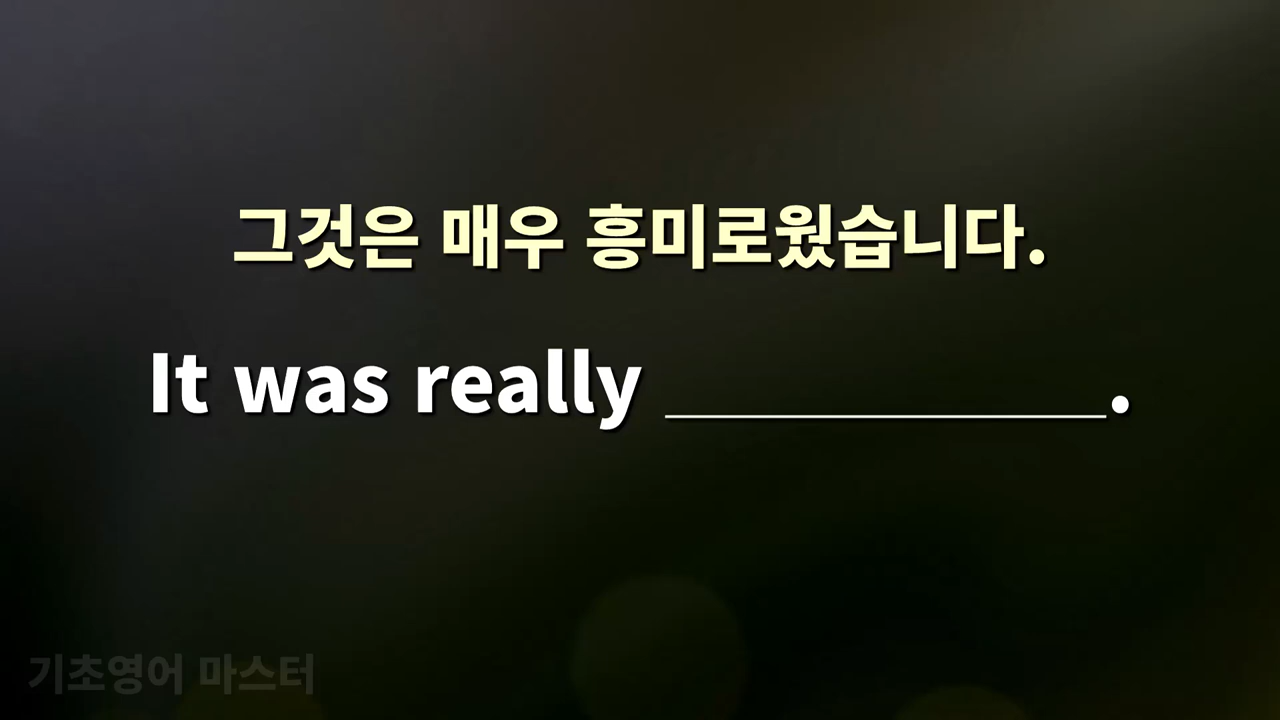 그것은 매우 흥미로웠습니다.
It was really __________.
기초영어 마스터